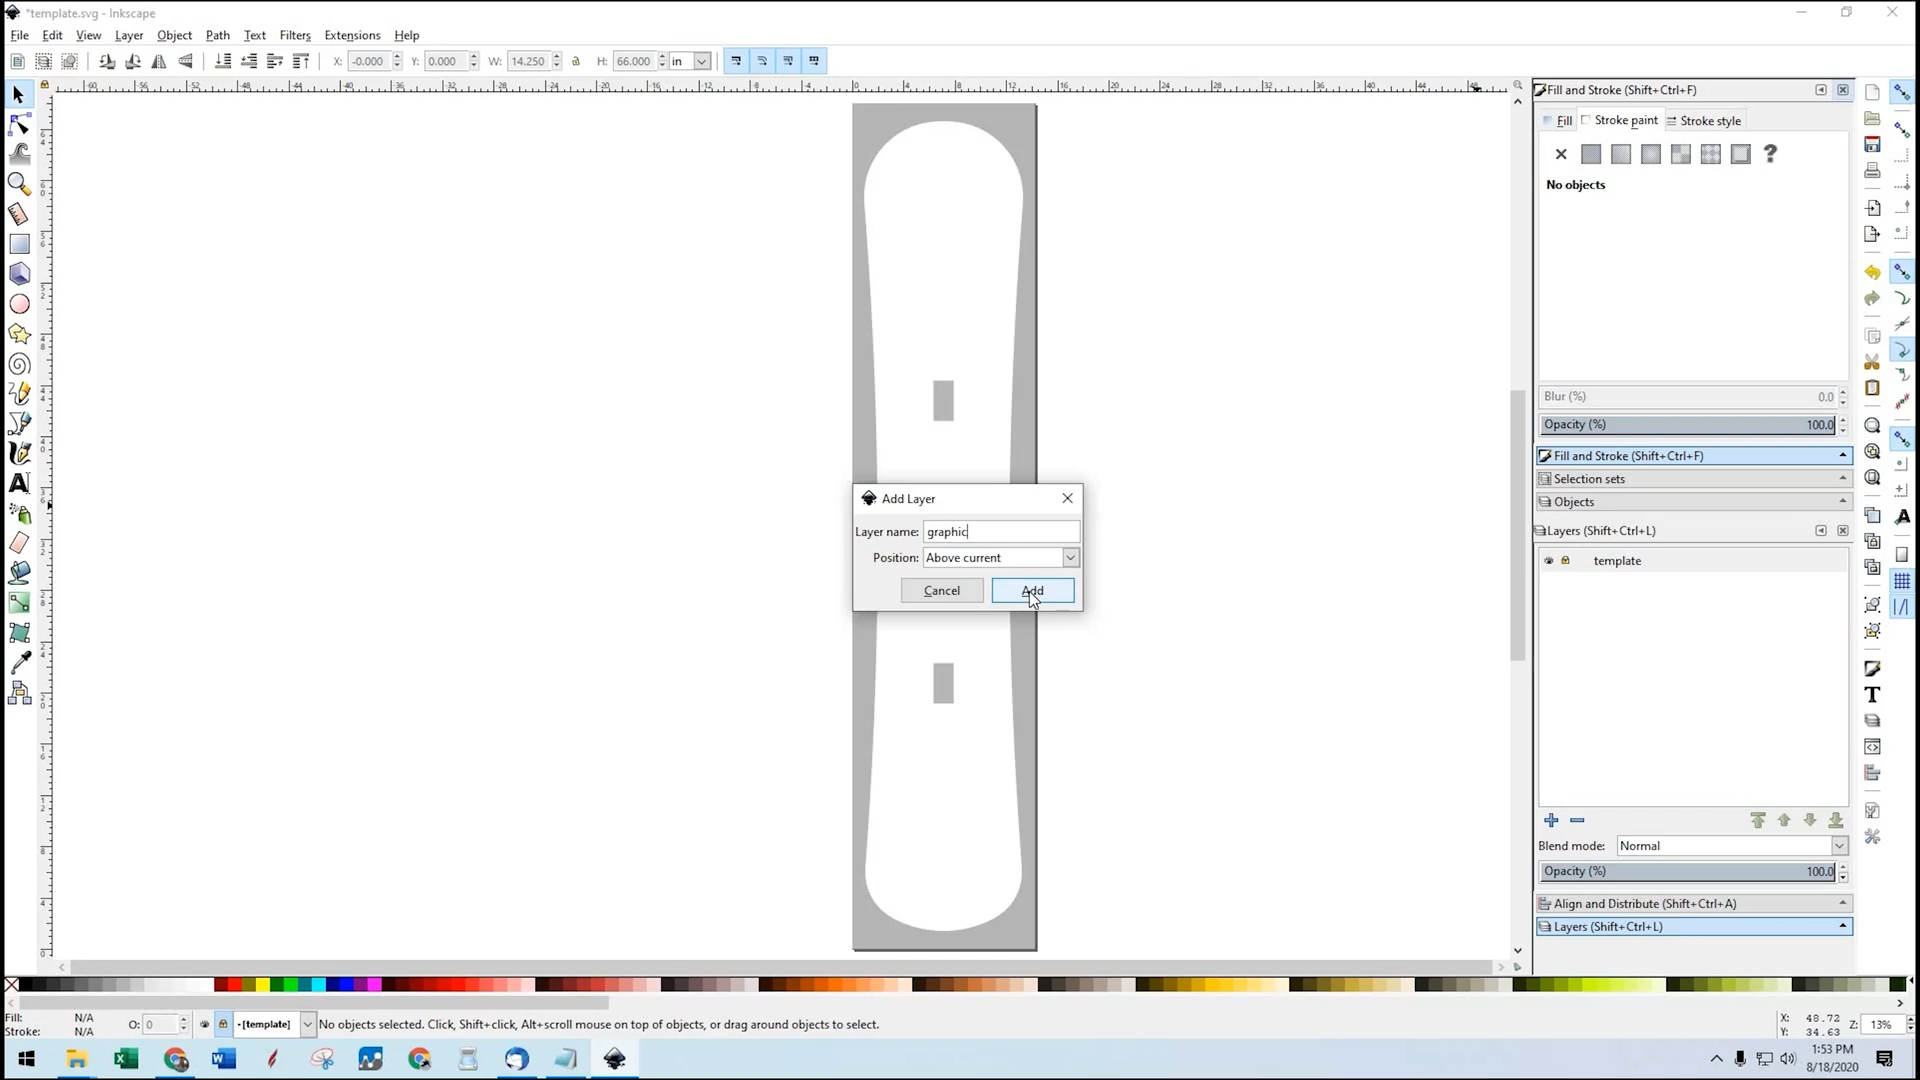 *template.svg - Inkscape
File Edit View Layer Object Path Text Filters Extensions Help
X: -0.000 Y: 0.000 W: 14.250 H: 66.000 in
Fill and Stroke (Shift+Ctrl+F)
Fill Stroke paint Stroke style
No objects
Blur (%) 0.0
Opacity (%) 100.0
Fill and Stroke (Shift+Ctrl+F)
Selection sets
Objects
Layers (Shift+Ctrl+L)
template
Add Layer
Layer name: graphic
Position: Above current
Cancel Add
Blend mode: Normal
Opacity (%) 100.0
Align and Distribute (Shift+Ctrl+A)
Layers (Shift+Ctrl+L)
Fill: N/A
Stroke: N/A
O: 0
-[template]
No objects selected. Click, Shift+click, Alt+scroll mouse on top of objects, or drag around objects to select.
X: 48.72
Y: 34.63
Z: 13%
1:53 PM
8/18/2020